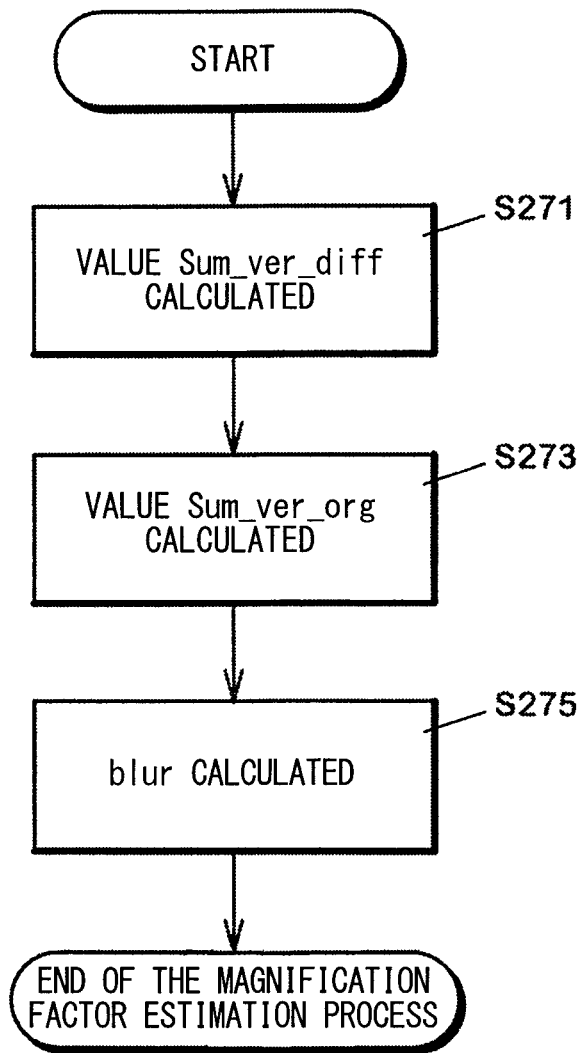 START
S271
VALUE Sum_ver_diff
CALCULATED
S273
VALUE Sum_ver_org
CALCULATED
S275
blur CALCULATED
END OF THE MAGNIFICATION
FACTOR ESTIMATION PROCESS